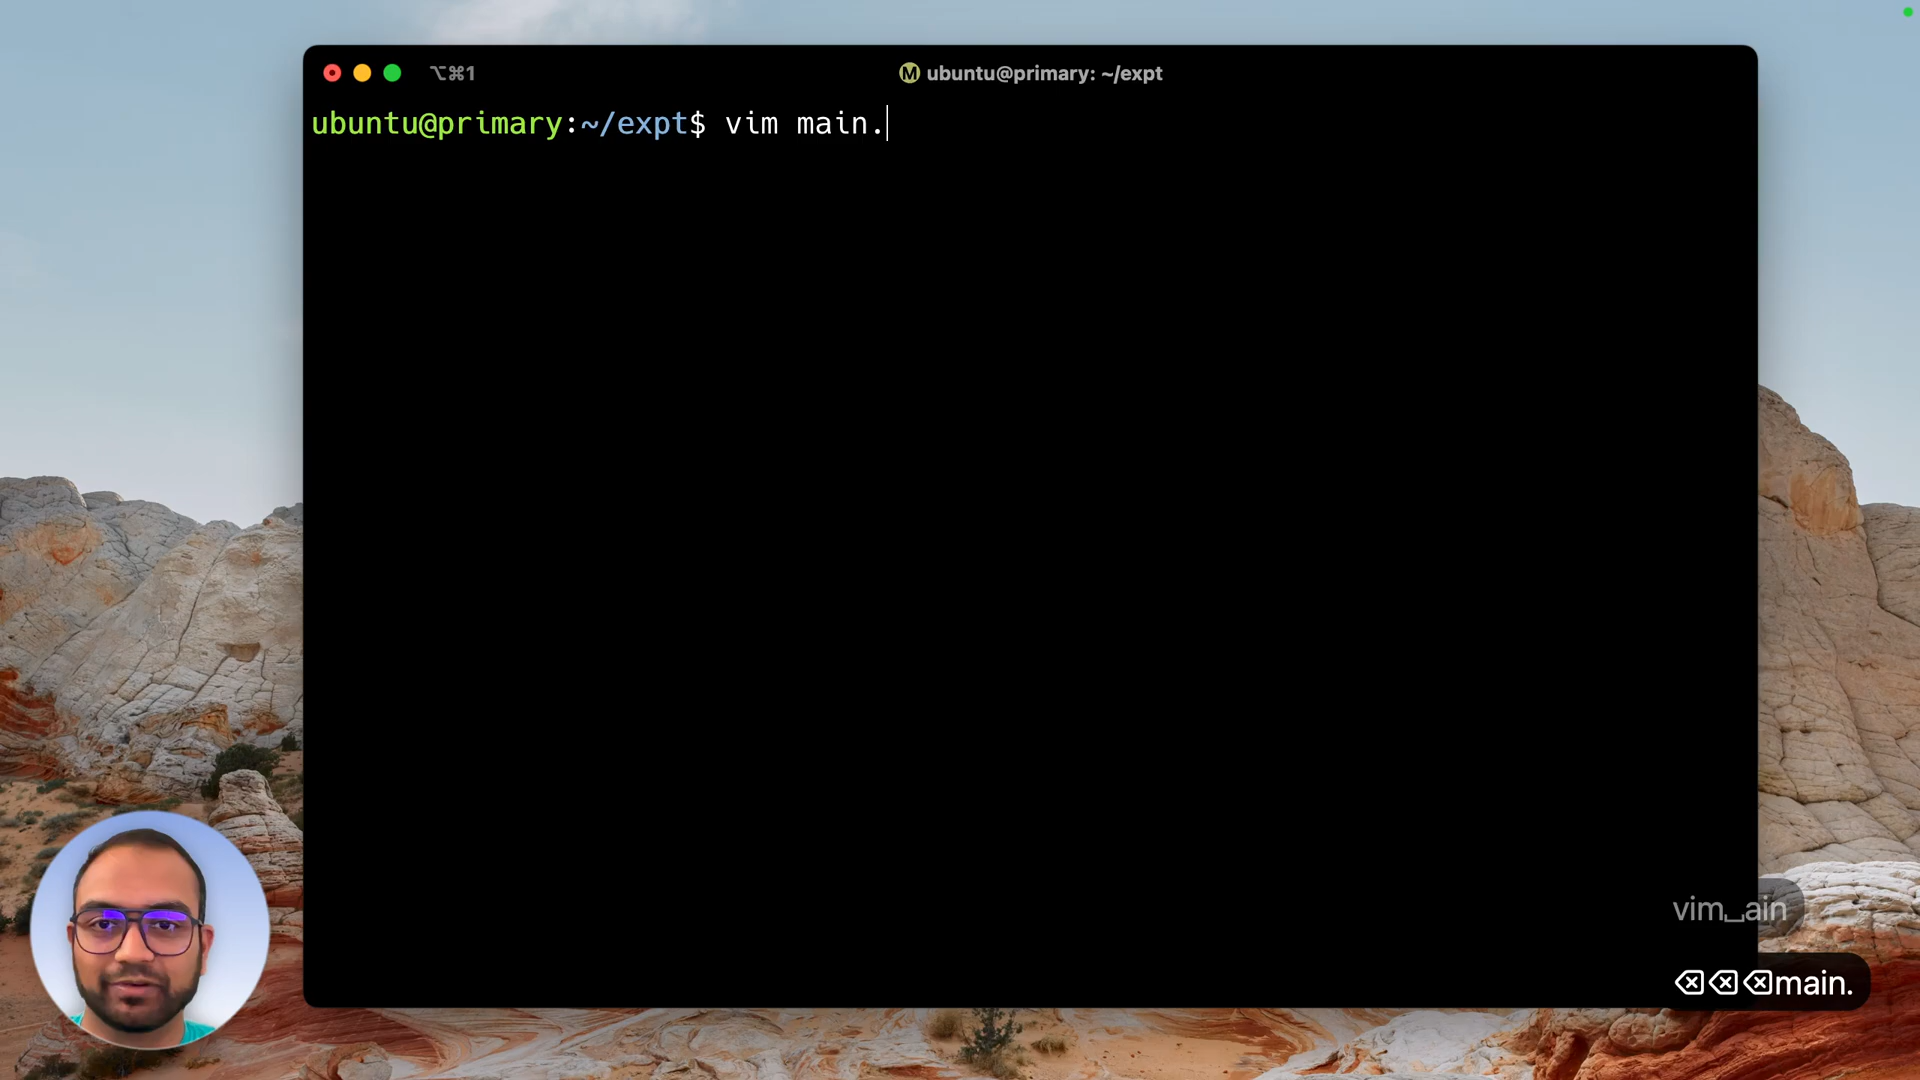 ⌥⌘1
M ubuntu@primary: ~/expt
ubuntu@primary:~/expt$ vim main.
vim␣ain
⌫⌫⌫main.